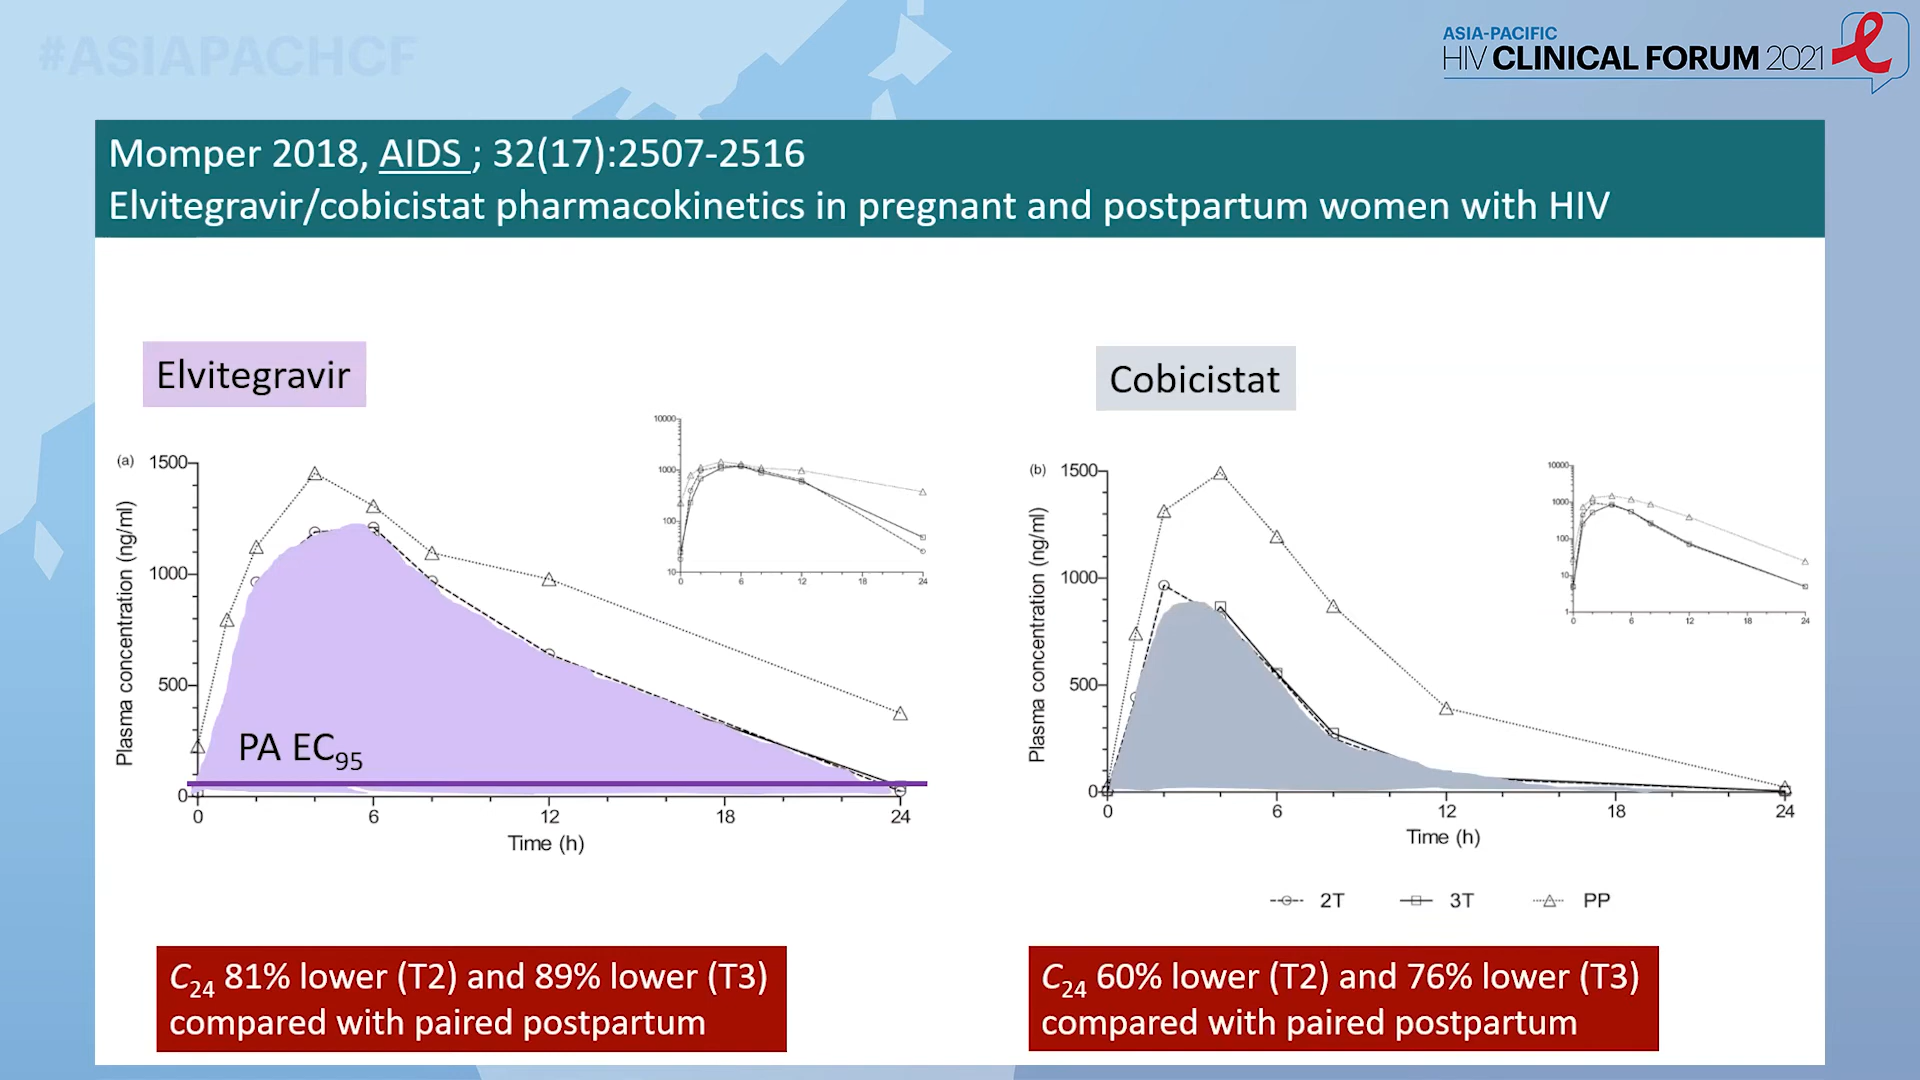 #ASIAPACHCF
ASIA-PACIFIC
HIV CLINICAL FORUM 2021
Momper 2018, AIDS ; 32(17):2507-2516
Elvitegravir/cobicistat pharmacokinetics in pregnant and postpartum women with HIV
Elvitegravir
(a)
Plasma concentration (ng/ml)
1500
1000
500
0
PA EC95
0 6 12 18 24
Time (h)
10000
1000
100
10
0 6 12 18 24
Cobicistat
(b)
Plasma concentration (ng/ml)
1500
1000
500
0
0 6 12 18 24
Time (h)
10000
1000
100
10
1
0 6 12 18 24
2T 3T PP
C24 81% lower (T2) and 89% lower (T3)
compared with paired postpartum
C24 60% lower (T2) and 76% lower (T3)
compared with paired postpartum